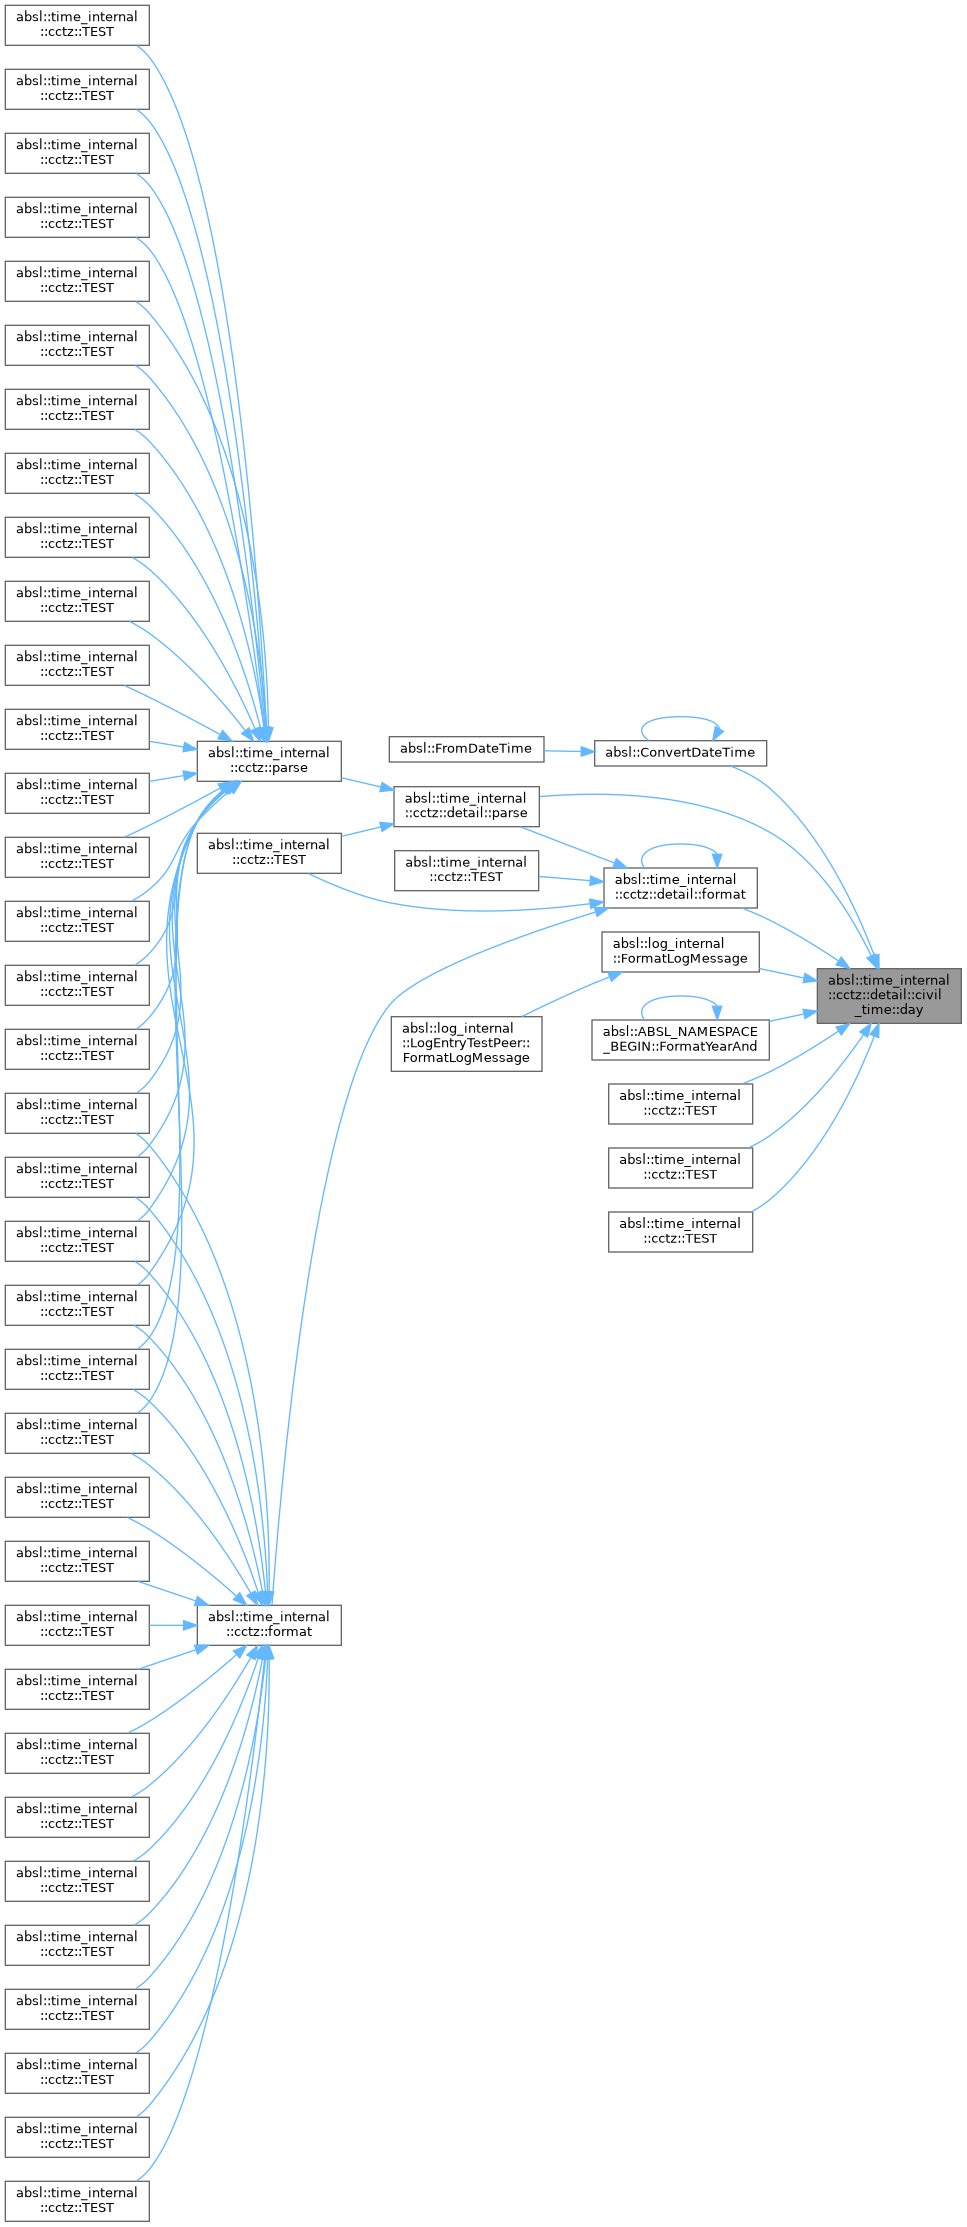 absl::time_internal
::cctz::TEST
absl::time_internal
::cctz::TEST
absl::time_internal
::cctz::TEST
absl::time_internal
::cctz::TEST
absl::time_internal
::cctz::TEST
absl::time_internal
::cctz::TEST
absl::time_internal
::cctz::TEST
absl::time_internal
::cctz::TEST
absl::time_internal
::cctz::TEST
absl::time_internal
::cctz::TEST
absl::time_internal
::cctz::TEST
absl::time_internal
::cctz::TEST
absl::time_internal
::cctz::TEST
absl::time_internal
::cctz::TEST
absl::time_internal
::cctz::TEST
absl::time_internal
::cctz::TEST
absl::time_internal
::cctz::TEST
absl::time_internal
::cctz::TEST
absl::time_internal
::cctz::TEST
absl::time_internal
::cctz::TEST
absl::time_internal
::cctz::TEST
absl::time_internal
::cctz::TEST
absl::time_internal
::cctz::TEST
absl::time_internal
::cctz::TEST
absl::time_internal
::cctz::TEST
absl::time_internal
::cctz::TEST
absl::time_internal
::cctz::TEST
absl::time_internal
::cctz::TEST
absl::time_internal
::cctz::TEST
absl::time_internal
::cctz::TEST
absl::time_internal
::cctz::TEST
absl::time_internal
::cctz::TEST
absl::time_internal
::cctz::TEST
absl::time_internal
::cctz::TEST
absl::time_internal
::cctz::TEST
absl::time_internal
::cctz::parse
absl::time_internal
::cctz::TEST
absl::time_internal
::cctz::format
absl::FromDateTime
absl::time_internal
::cctz::detail::parse
absl::time_internal
::cctz::TEST
absl::log_internal
::LogEntryTestPeer::
FormatLogMessage
absl::ConvertDateTime
absl::time_internal
::cctz::detail::format
absl::log_internal
::FormatLogMessage
absl::ABSL_NAMESPACE
_BEGIN::FormatYearAnd
absl::time_internal
::cctz::TEST
absl::time_internal
::cctz::TEST
absl::time_internal
::cctz::TEST
absl::time_internal
::cctz::detail::civil
_time::day